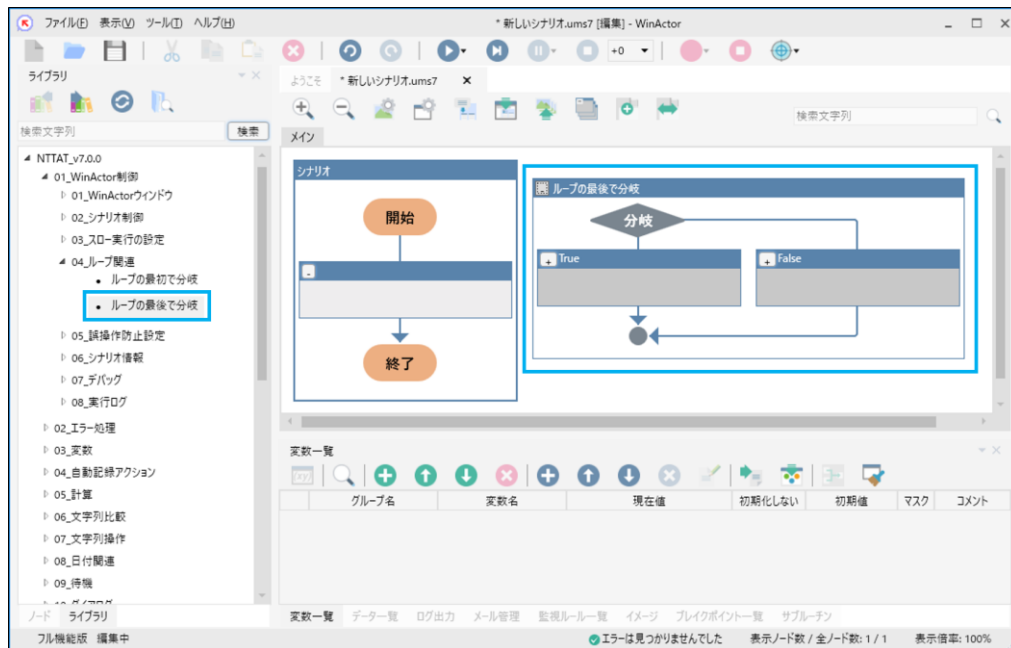 ファイル(F) 表示(V) ツール(T) ヘルプ(H)
* 新しいシナリオ.ums7 [編集] - WinActor
+0
ライブラリ
検索文字列
検索
NTTAT_v7.0.0
01_WinActor制御
01_WinActorウィンドウ
02_シナリオ制御
03_スロー実行の設定
04_ループ関連
ループの最初で分岐
ループの最後で分岐
05_誤操作防止設定
06_シナリオ情報
07_デバッグ
08_実行ログ
02_エラー処理
03_変数
04_自動記録アクション
05_計算
06_文字列比較
07_文字列操作
08_日付関連
09_待機
ノード ライブラリ
ようこそ * 新しいシナリオ.ums7
検索文字列
メイン
シナリオ
開始
終了
ループの最後で分岐
分岐
True False
変数一覧
グループ名 変数名 現在値 初期化しない 初期値 マスク コメント
変数一覧 データ一覧 ログ出力 メール管理 監視ルール一覧 イメージ ブレイクポイント一覧 サブルーチン
フル機能版 編集中
エラーは見つかりませんでした 表示ノード数 / 全ノード数: 1 / 1 表示倍率: 100%